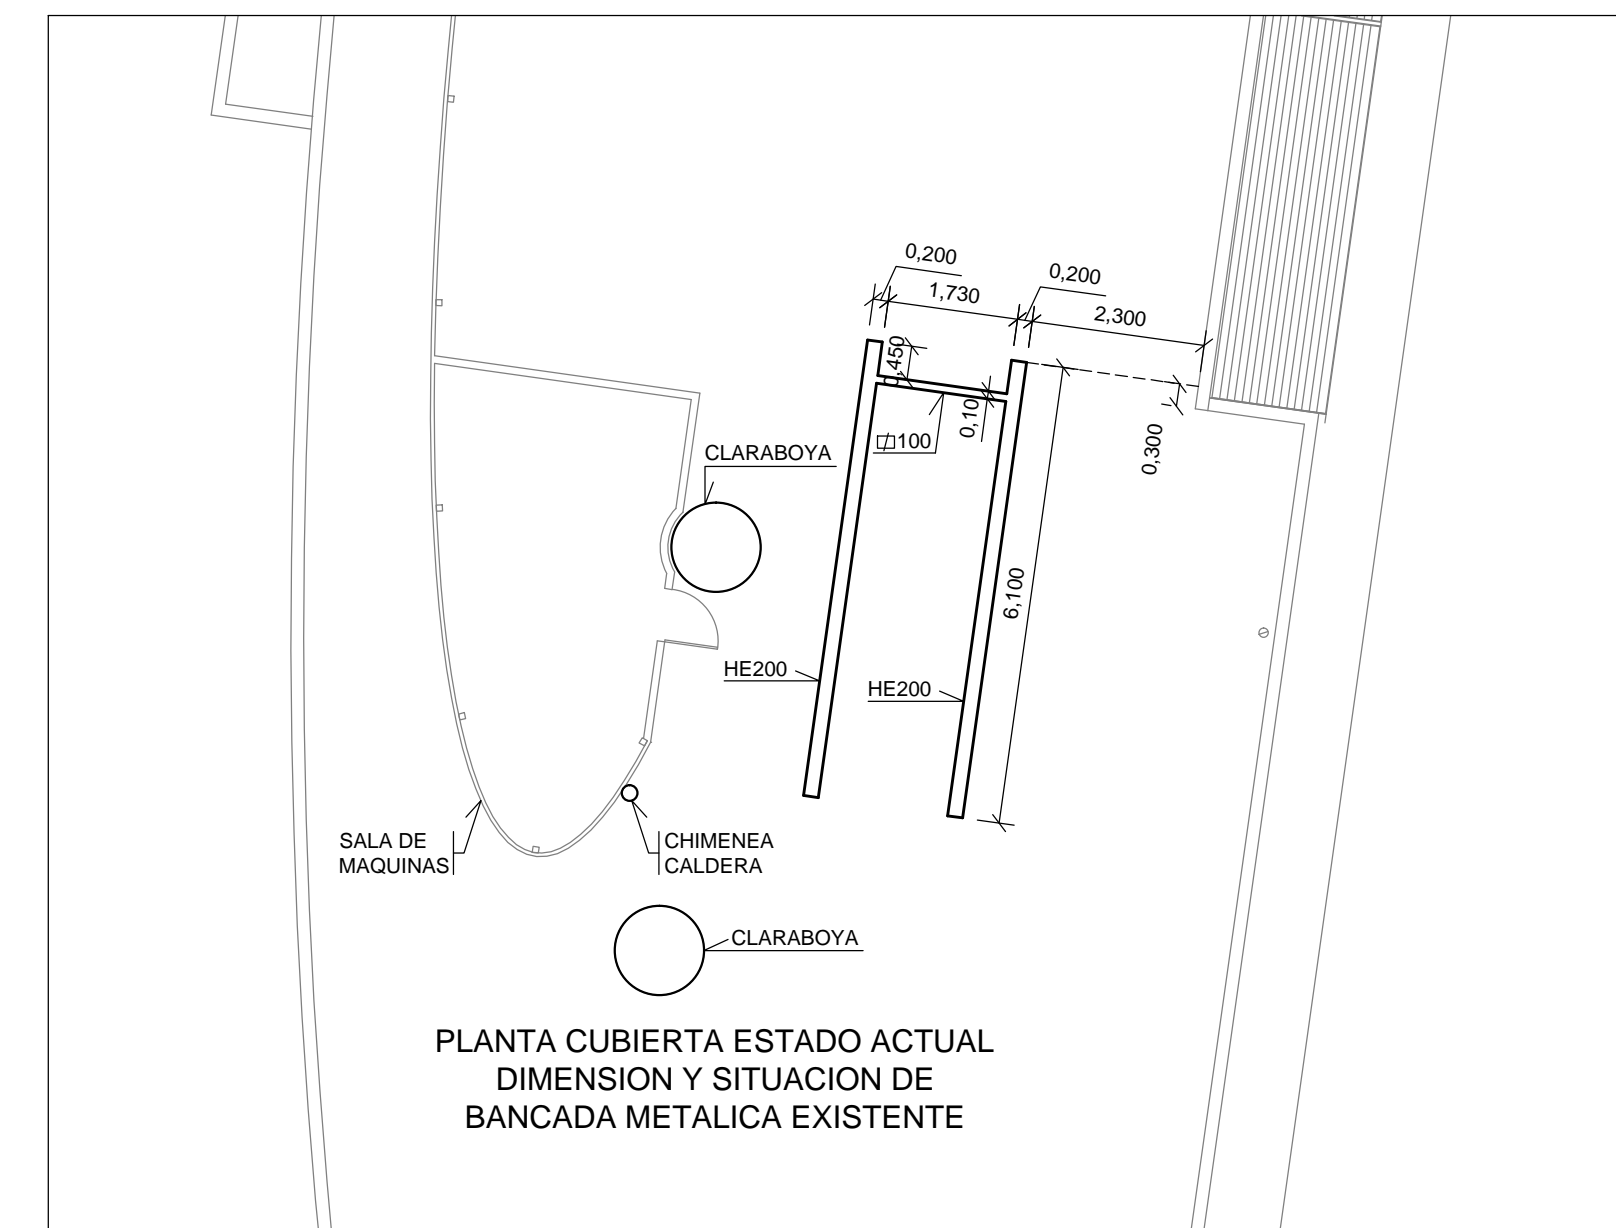 0,200
0,200
1,730
2,300
0,450
0,10
□100
0,300
CLARABOYA
6,100
HE200
HE200
SALA DE
MAQUINAS
CHIMENEA
CALDERA
CLARABOYA
PLANTA CUBIERTA ESTADO ACTUAL
DIMENSION Y SITUACION DE
BANCADA METALICA EXISTENTE